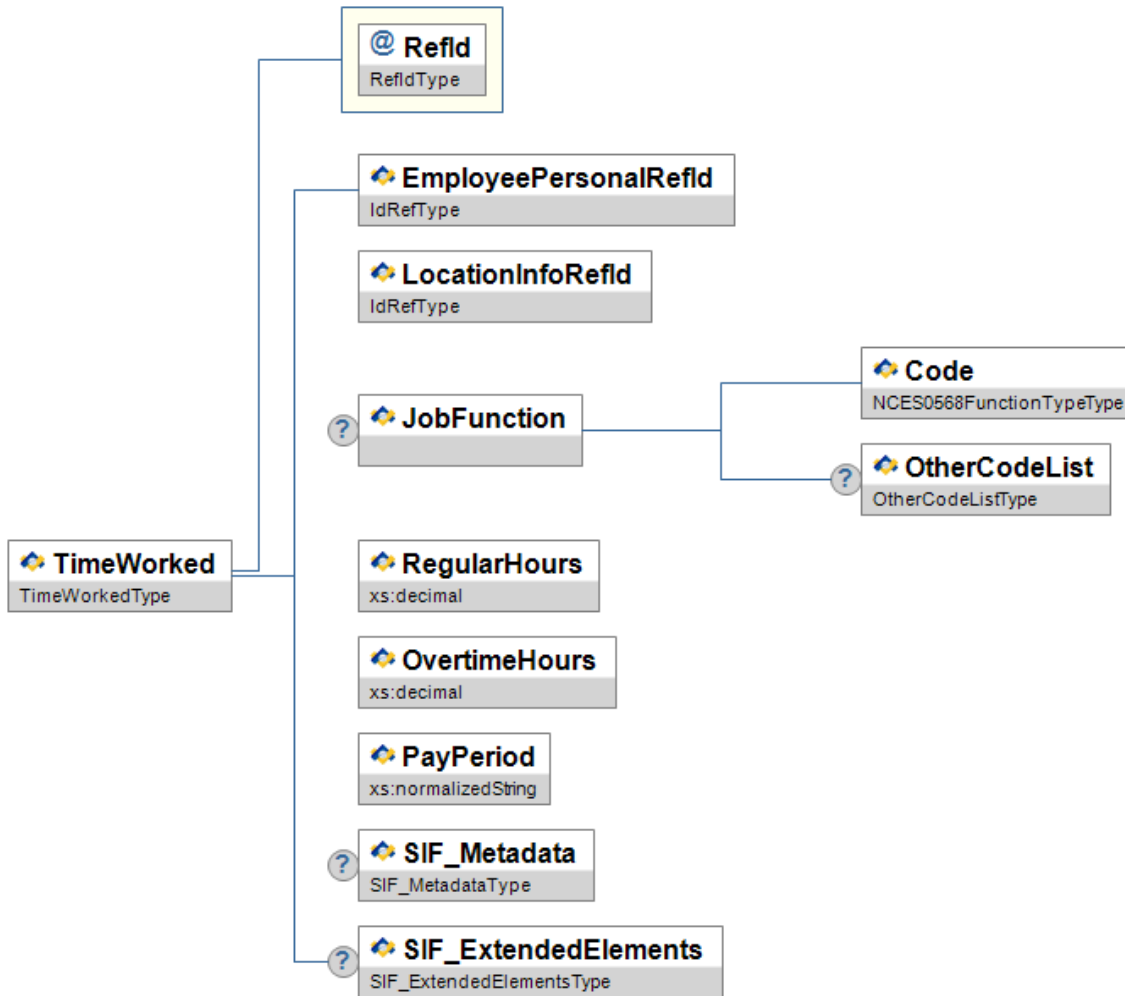 @ RefId
RefIdType
EmployeePersonalRefId
IdRefType
LocationInfoRefId
IdRefType
? JobFunction
Code
NCES0568FunctionTypeType
? OtherCodeList
OtherCodeListType
TimeWorked
TimeWorkedType
RegularHours
xs:decimal
OvertimeHours
xs:decimal
PayPeriod
xs:normalizedString
? SIF_Metadata
SIF_MetadataType
? SIF_ExtendedElements
SIF_ExtendedElementsType